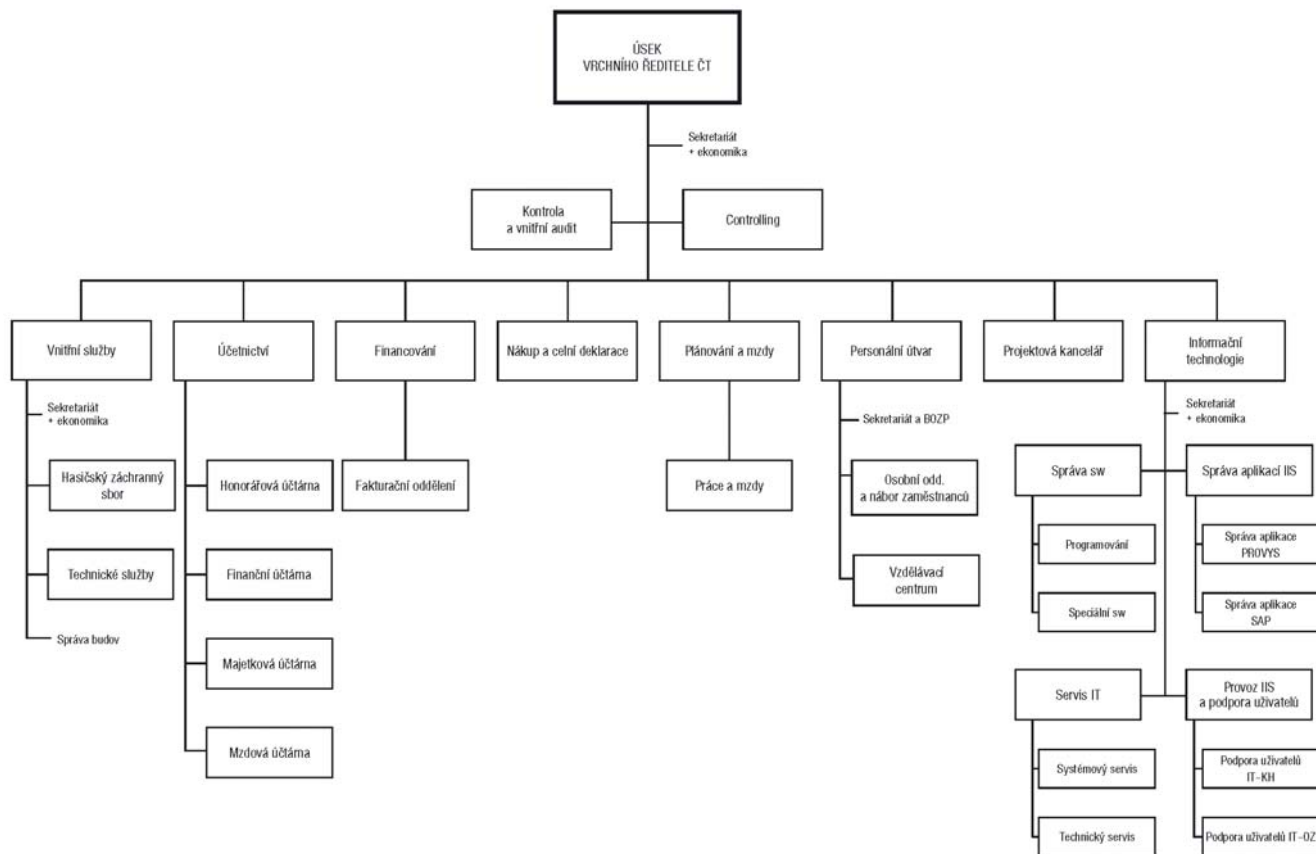 ÚSEK
VRCHNÍHO ŘEDITELE ČT
Sekretariát
+ ekonomika
Kontrola
a vnitřní audit
Controlling
Vnitřní služby
Účetnictví
Financování
Nákup a celní deklarace
Plánování a mzdy
Personální útvar
Projektová kancelář
Informační
technologie
Sekretariát
+ ekonomika
Sekretariát a BOZP
Sekretariát
+ ekonomika
Hasičský záchranný
sbor
Honorářová účtárna
Fakturační oddělení
Práce a mzdy
Osobní odd.
a nábor zaměstnanců
Správa sw
Správa aplikací IIS
Programování
Správa aplikace
PROVYS
Technické služby
Finanční účtárna
Vzdělávací
centrum
Speciální sw
Správa aplikace
SAP
Správa budov
Majetková účtárna
Servis IT
Provoz IIS
a podpora uživatelů
Mzdová účtárna
Systémový servis
Podpora uživatelů
IT-KH
Technický servis
Podpora uživatelů IT-OZ